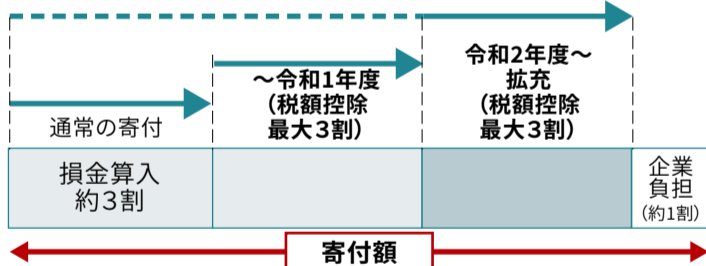 通常の寄付
～令和1年度
（税額控除
最大3割）
令和2年度～
拡充
（税額控除
最大3割）
損金算入
約3割
企業
負担
（約1割）
寄付額